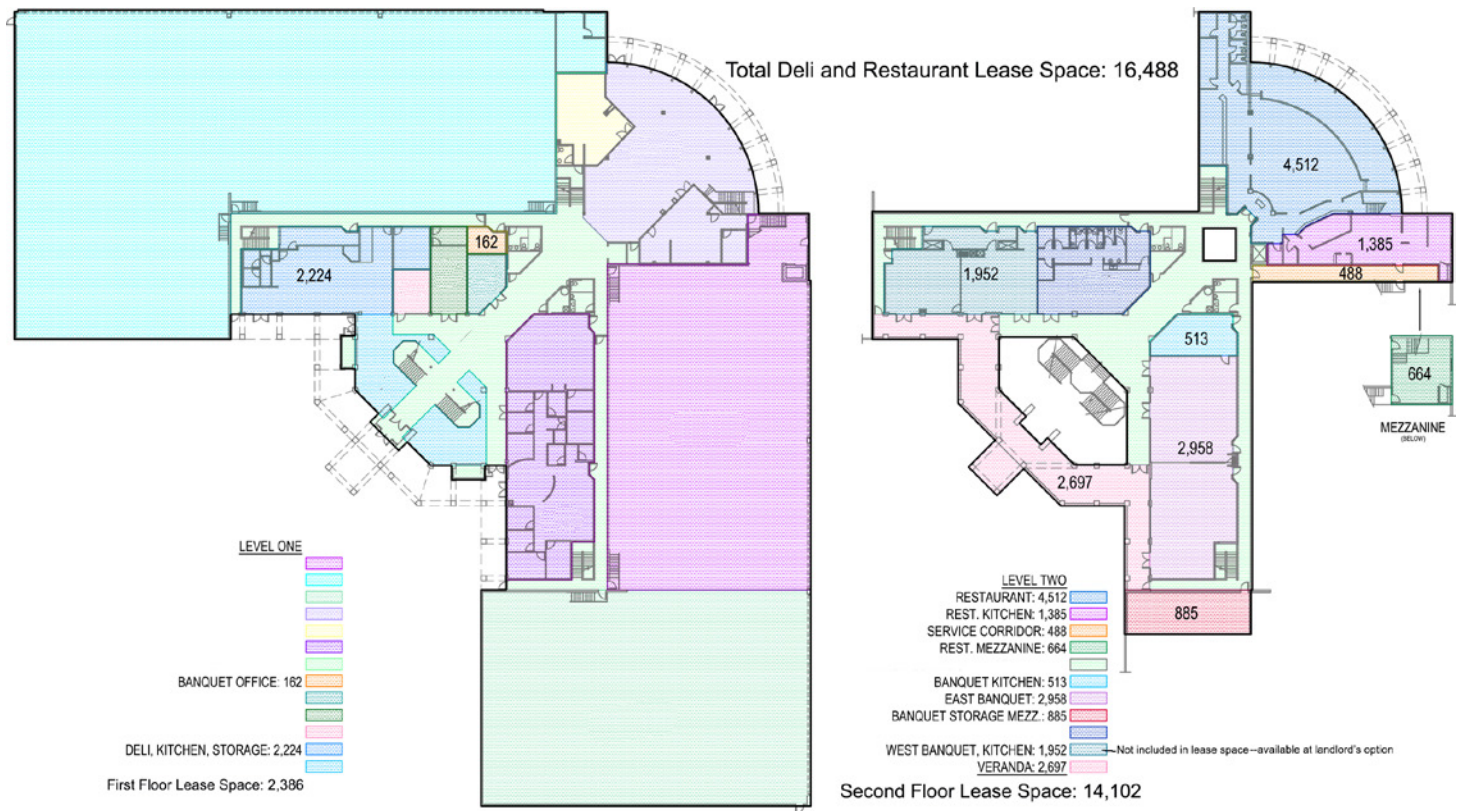 Total Deli and Restaurant Lease Space: 16,488
4,512
162
1,385
2,224
1,952
488
513
664
MEZZANINE
(BELOW)
2,958
2,697
885
LEVEL ONE
BANQUET OFFICE: 162
DELI, KITCHEN, STORAGE: 2,224
First Floor Lease Space: 2,386
LEVEL TWO
RESTAURANT: 4,512
REST. KITCHEN: 1,385
SERVICE CORRIDOR: 488
REST. MEZZANINE: 664
BANQUET KITCHEN: 513
EAST BANQUET: 2,958
BANQUET STORAGE MEZZ.: 885
WEST BANQUET, KITCHEN: 1,952 Not included in lease space--available at landlord's option
VERANDA: 2,697
Second Floor Lease Space: 14,102